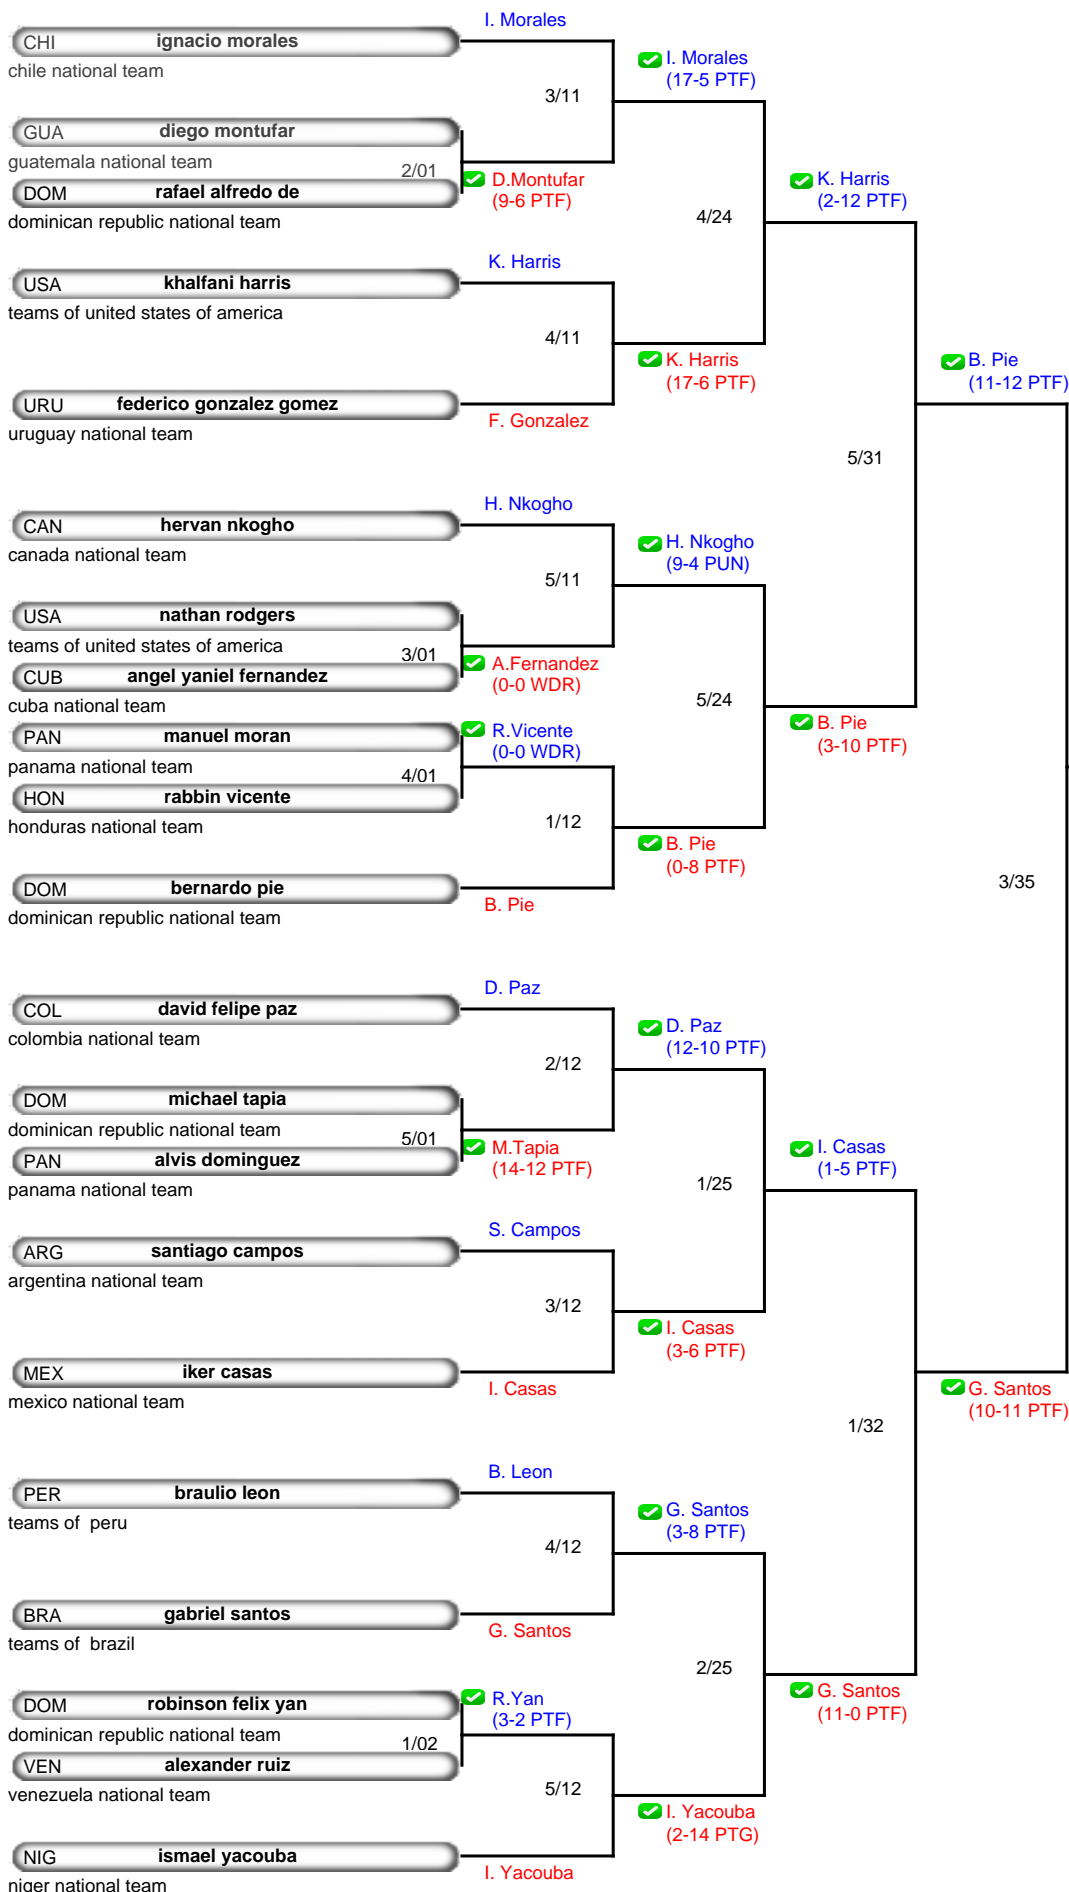 I. Morales
CHI ignacio morales
chile national team
I. Morales
(17-5 PTF)
3/11
GUA diego montufar
guatemala national team
2/01
D.Montufar
(9-6 PTF)
DOM rafael alfredo de
dominican republic national team
K. Harris
(2-12 PTF)
4/24
K. Harris
USA khalfani harris
teams of united states of america
4/11
K. Harris
(17-6 PTF)
B. Pie
(11-12 PTF)
URU federico gonzalez gomez
F. Gonzalez
uruguay national team
5/31
H. Nkogho
CAN hervan nkogho
canada national team
H. Nkogho
(9-4 PUN)
5/11
USA nathan rodgers
teams of united states of america
3/01
A.Fernandez
(0-0 WDR)
CUB angel yaniel fernandez
cuba national team
5/24
B. Pie
(3-10 PTF)
PAN manuel moran
R.Vicente
(0-0 WDR)
panama national team
4/01
HON rabbin vicente
honduras national team
1/12
B. Pie
(0-8 PTF)
DOM bernardo pie
B. Pie
dominican republic national team
3/35
D. Paz
COL david felipe paz
colombia national team
D. Paz
(12-10 PTF)
2/12
DOM michael tapia
dominican republic national team
5/01
M.Tapia
(14-12 PTF)
PAN alvis dominguez
panama national team
I. Casas
(1-5 PTF)
1/25
S. Campos
ARG santiago campos
argentina national team
3/12
I. Casas
(3-6 PTF)
MEX iker casas
I. Casas
mexico national team
G. Santos
(10-11 PTF)
1/32
B. Leon
PER braulio leon
teams of  peru
G. Santos
(3-8 PTF)
4/12
BRA gabriel santos
G. Santos
teams of  brazil
2/25
G. Santos
(11-0 PTF)
DOM robinson felix yan
R.Yan
(3-2 PTF)
dominican republic national team
1/02
VEN alexander ruiz
venezuela national team
5/12
I. Yacouba
(2-14 PTG)
NIG ismael yacouba
I. Yacouba
niger national team